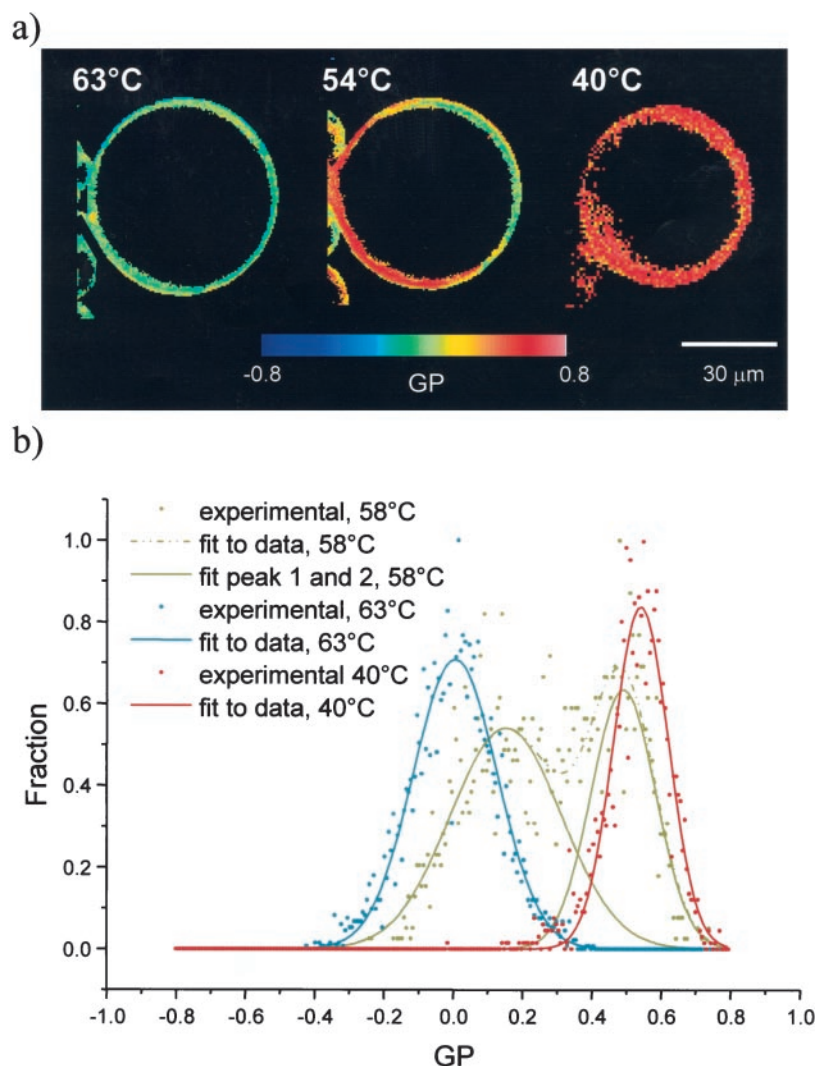 a)
63°C 54°C 40°C
-0.8 0.8
GP 30 μm
b)
experimental, 58°C
fit to data, 58°C
fit peak 1 and 2, 58°C
experimental, 63°C
fit to data, 63°C
experimental 40°C
fit to data, 40°C
1.0
0.8
0.6
0.4
0.2
0.0
Fraction
-1.0 -0.8 -0.6 -0.4 -0.2 0.0 0.2 0.4 0.6 0.8 1.0
GP